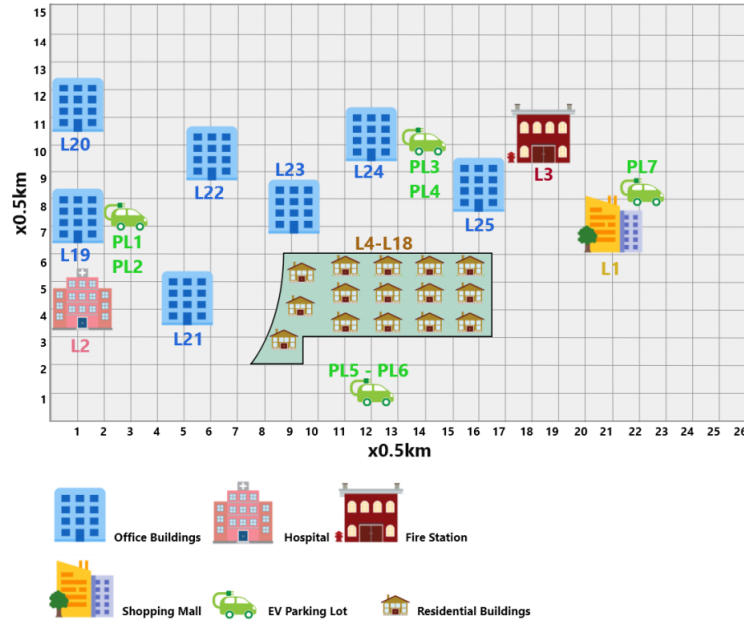 15
14
13
12
11
10
9
8
7
6
5
4
3
2
1
x0.5km
L20
L22
L23
L24
PL3
PL4
L3
PL7
L25
L19
PL1
PL2
L4-L18
L1
L2
L21
PL5 - PL6
1 2 3 4 5 6 7 8 9 10 11 12 13 14 15 16 17 18 19 20 21 22 23 24 25 26
x0.5km
Office Buildings
Hospital
Fire Station
Shopping Mall
EV Parking Lot
Residential Buildings